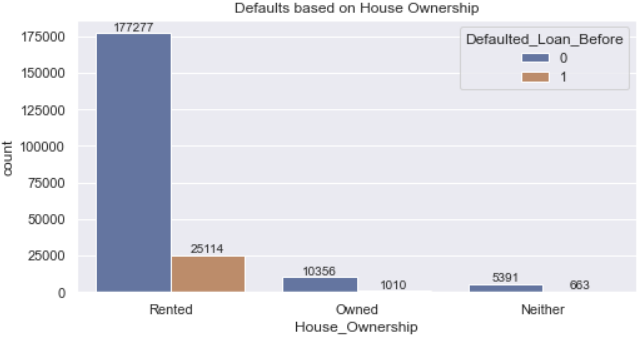 Defaults based on House Ownership
Defaulted_Loan_Before
0
1
count
175000
150000
125000
100000
75000
50000
25000
0
177277
25114
10356
1010
5391
663
Rented
Owned
Neither
House_Ownership